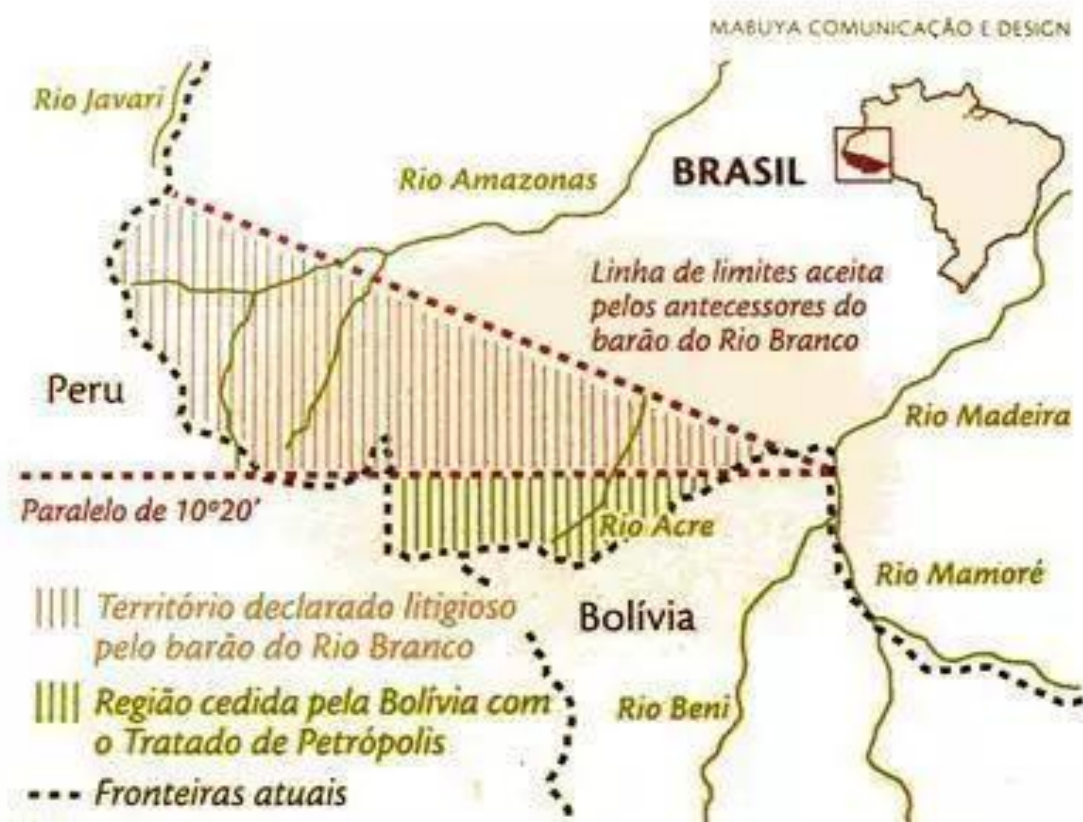 MABUYA COMUNICAÇÃO E DESIGN
Rio Javari
Rio Amazonas
BRASIL
Linha de limites aceita
pelos antecessores do
barão do Rio Branco
Peru
Rio Madeira
Paralelo de 10º20'
Rio Acre
Rio Mamoré
Bolívia
Território declarado litigioso
pelo barão do Rio Branco
Rio Beni
Região cedida pela Bolívia com
o Tratado de Petrópolis
Fronteiras atuais